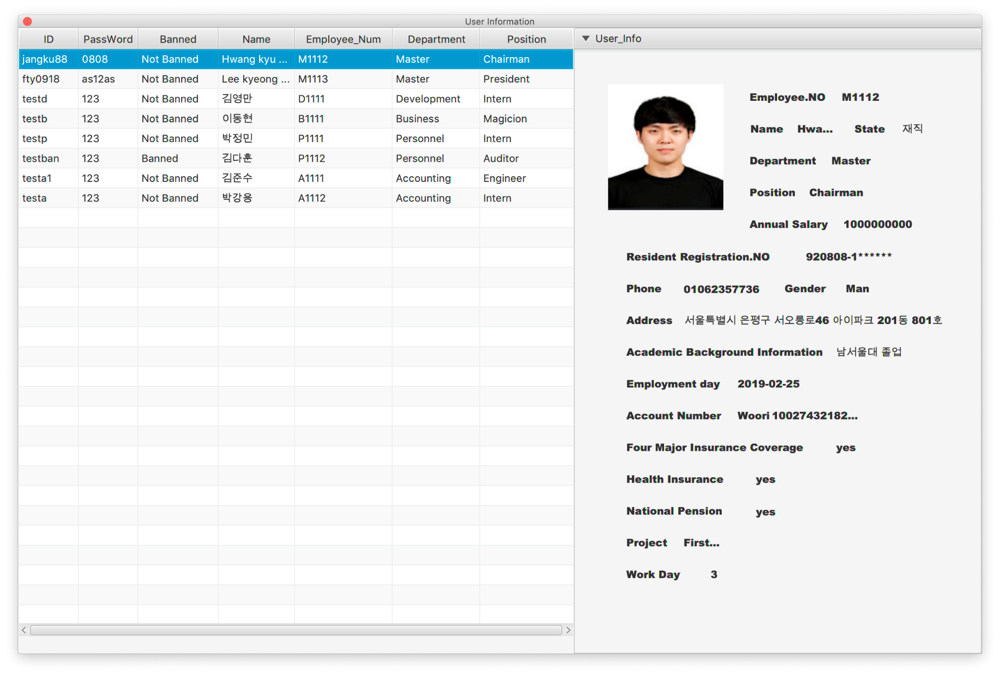 User Information
ID PassWord Banned Name Employee_Num Department Position
jangku88 0808 Not Banned Hwang kyu ... M1112 Master Chairman
fty0918 as12as Not Banned Lee kyeong ... M1113 Master President
testd 123 Not Banned 김영만 D1111 Development Intern
testb 123 Not Banned 이동현 B1111 Business Magicion
testp 123 Not Banned 박정민 P1111 Personnel Intern
testban 123 Banned 김다훈 P1112 Personnel Auditor
testa1 123 Not Banned 김준수 A1111 Accounting Engineer
testa 123 Not Banned 박강용 A1112 Accounting Intern
User_Info
Employee.NO M1112
Name Hwa... State 재직
Department Master
Position Chairman
Annual Salary 1000000000
Resident Registration.NO 920808-1******
Phone 01062357736 Gender Man
Address 서울특별시 은평구 서오릉로46 아이파크 201동 801호
Academic Background Information 남서울대 졸업
Employment day 2019-02-25
Account Number Woori 10027432182...
Four Major Insurance Coverage yes
Health Insurance yes
National Pension yes
Project First...
Work Day 3